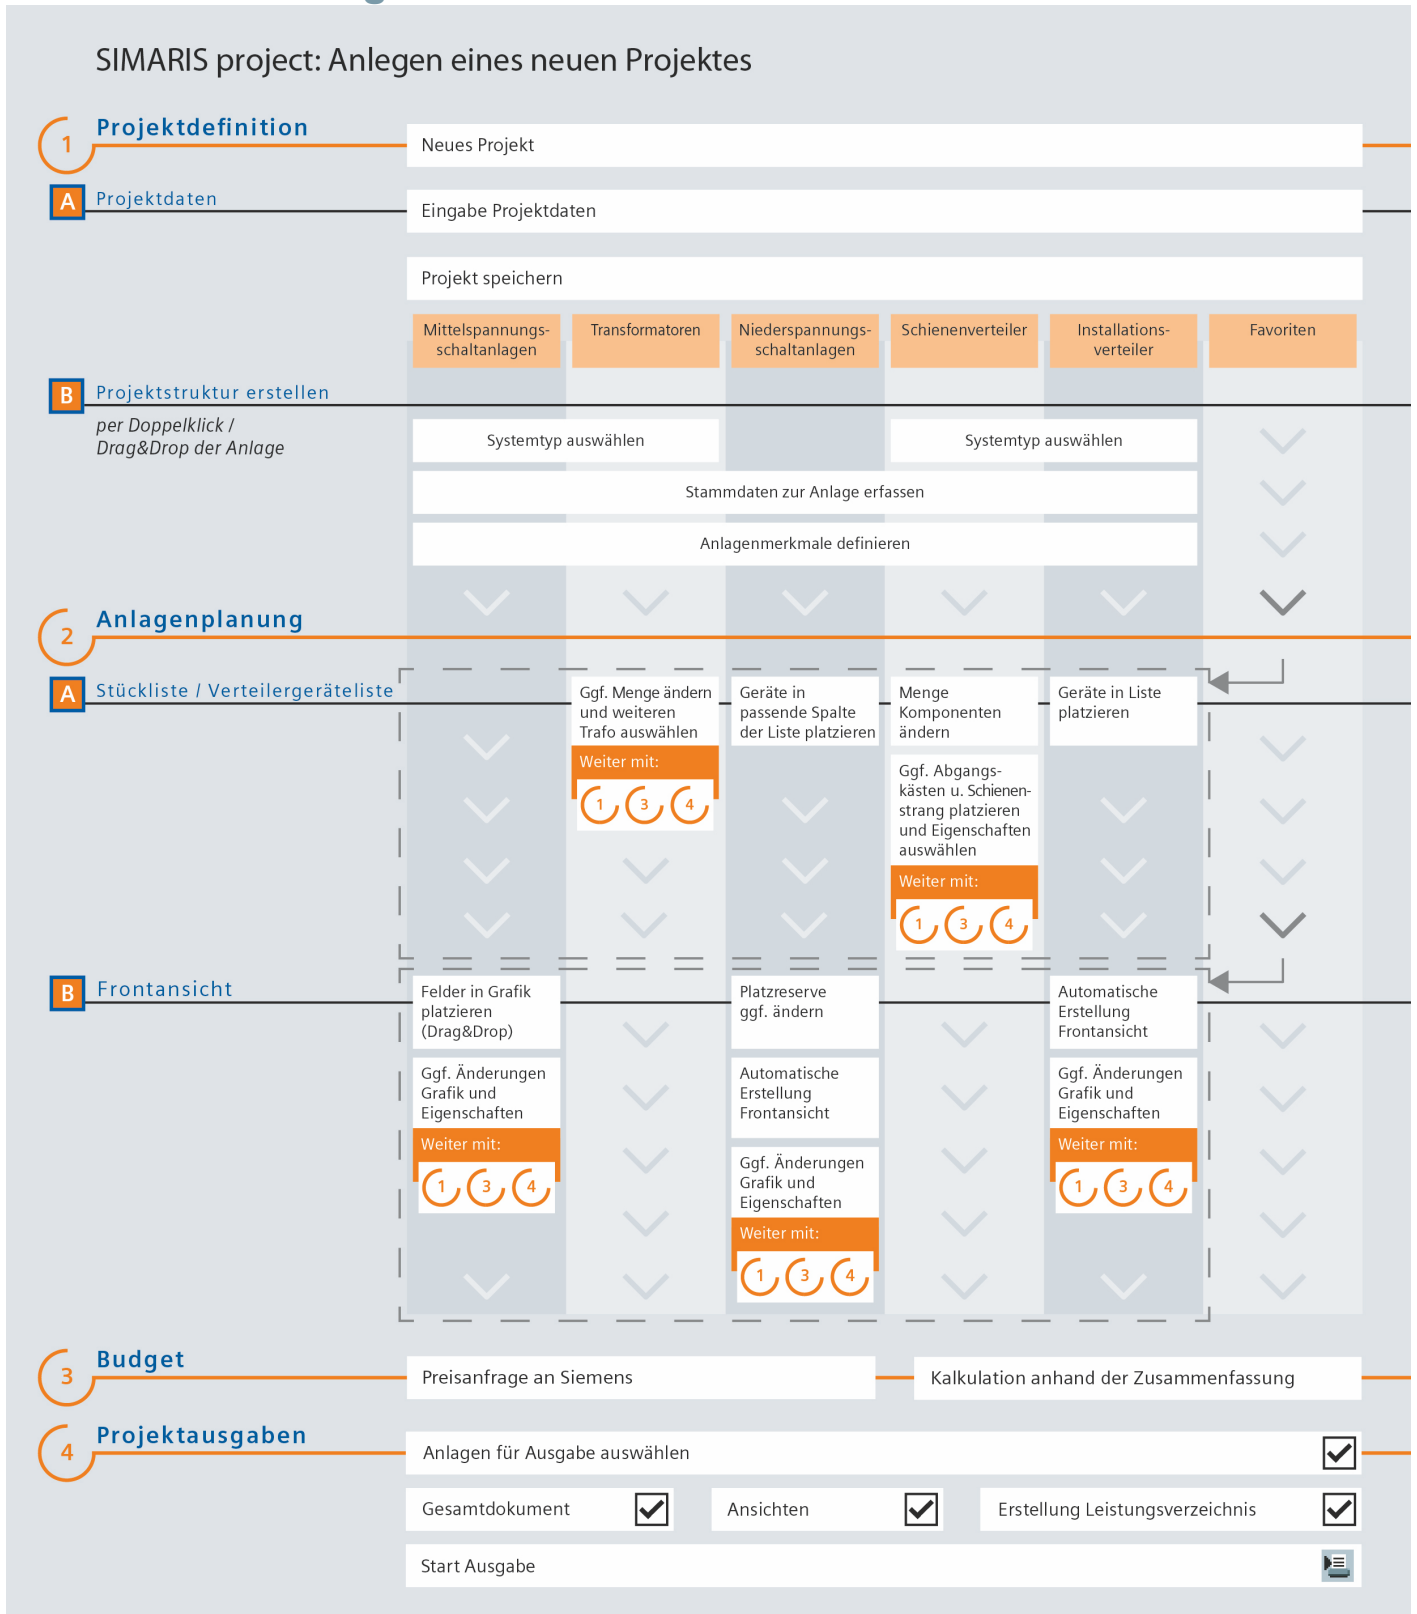 SIMARIS project: Anlegen eines neuen Projektes
1
Projektdefinition
Neues Projekt
A
Projektdaten
Eingabe Projektdaten
Projekt speichern
Mittelspannungs-
schaltanlagen
Transformatoren
Niederspannungs-
schaltanlagen
Schienenverteiler
Installations-
verteiler
Favoriten
B
Projektstruktur erstellen
per Doppelklick /
Drag&Drop der Anlage
Systemtyp auswählen
Systemtyp auswählen
Stammdaten zur Anlage erfassen
Anlagenmerkmale definieren
2
Anlagenplanung
A
Stückliste / Verteilergeräteliste
Ggf. Menge ändern
und weiteren
Trafo auswählen
Weiter mit:
1 3 4
Geräte in
passende Spalte
der Liste platzieren
Menge
Komponenten
ändern
Ggf. Abgangs-
kästen u. Schienen-
strang platzieren
und Eigenschaften
auswählen
Weiter mit:
1 3 4
Geräte in Liste
platzieren
B
Frontansicht
Felder in Grafik
platzieren
(Drag&Drop)
Ggf. Änderungen
Grafik und
Eigenschaften
Weiter mit:
1 3 4
Platzreserve
ggf. ändern
Automatische
Erstellung
Frontansicht
Ggf. Änderungen
Grafik und
Eigenschaften
Weiter mit:
1 3 4
Automatische
Erstellung
Frontansicht
Ggf. Änderungen
Grafik und
Eigenschaften
Weiter mit:
1 3 4
3
Budget
Preisanfrage an Siemens
Kalkulation anhand der Zusammenfassung
4
Projektausgaben
Anlagen für Ausgabe auswählen
Gesamtdokument
Ansichten
Erstellung Leistungsverzeichnis
Start Ausgabe